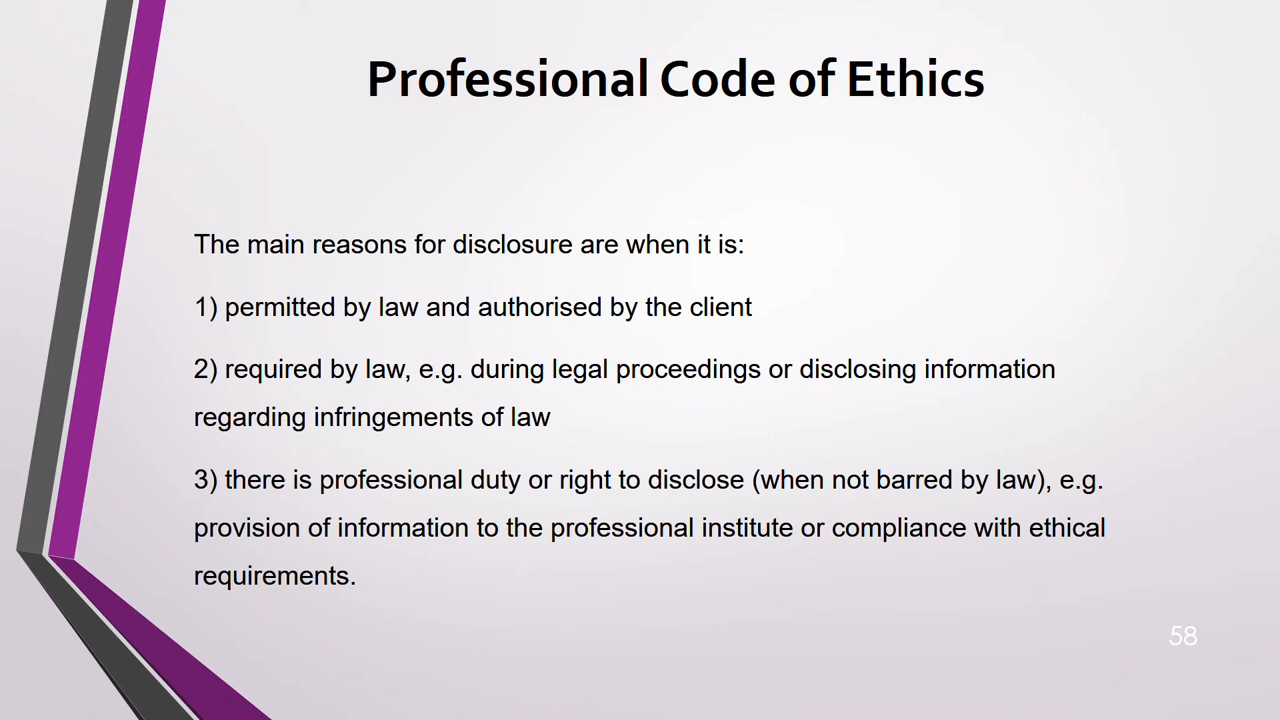 Professional Code of Ethics
The main reasons for disclosure are when it is:
1) permitted by law and authorised by the client
2) required by law, e.g. during legal proceedings or disclosing information
regarding infringements of law
3) there is professional duty or right to disclose (when not barred by law), e.g.
provision of information to the professional institute or compliance with ethical
requirements.
58